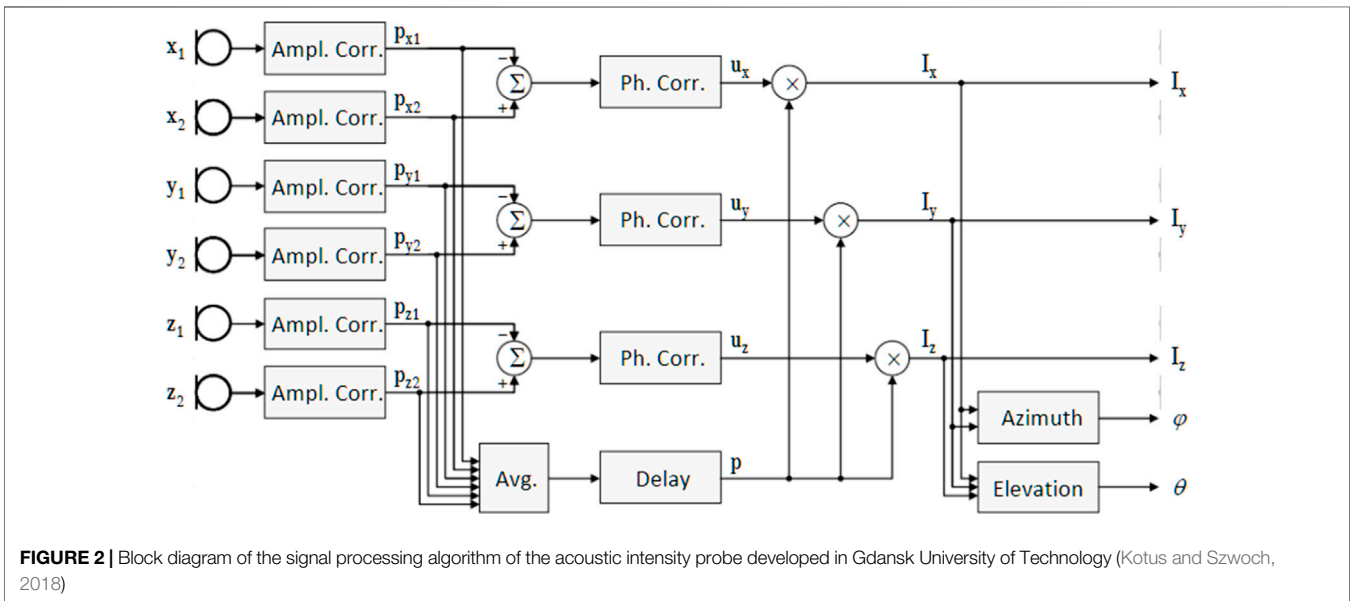 x1 Ampl. Corr. px1
− Σ + Ph. Corr. ux × Ix Ix
x2 Ampl. Corr. px2
y1 Ampl. Corr. py1
− Σ + Ph. Corr. uy × Iy Iy
y2 Ampl. Corr. py2
z1 Ampl. Corr. pz1
− Σ + Ph. Corr. uz × Iz Iz
z2 Ampl. Corr. pz2
Azimuth φ
Avg. Delay p
Elevation θ
FIGURE 2 | Block diagram of the signal processing algorithm of the acoustic intensity probe developed in Gdansk University of Technology (Kotus and Szwoch,
2018)